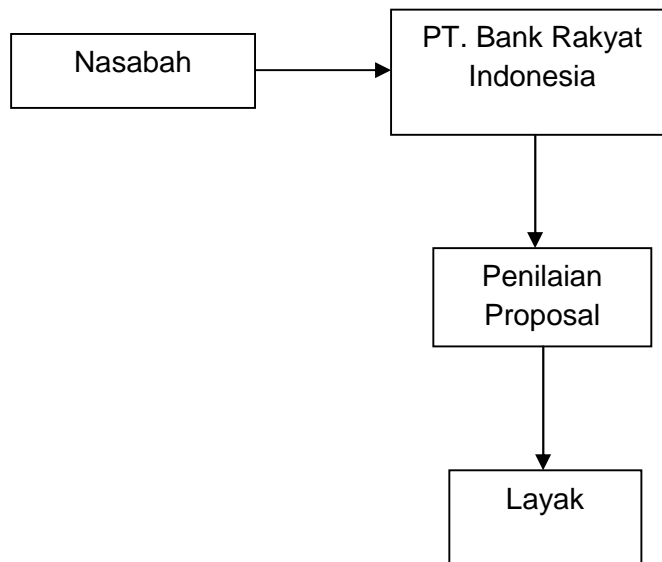 Nasabah
PT. Bank Rakyat
Indonesia
Penilaian
Proposal
Layak